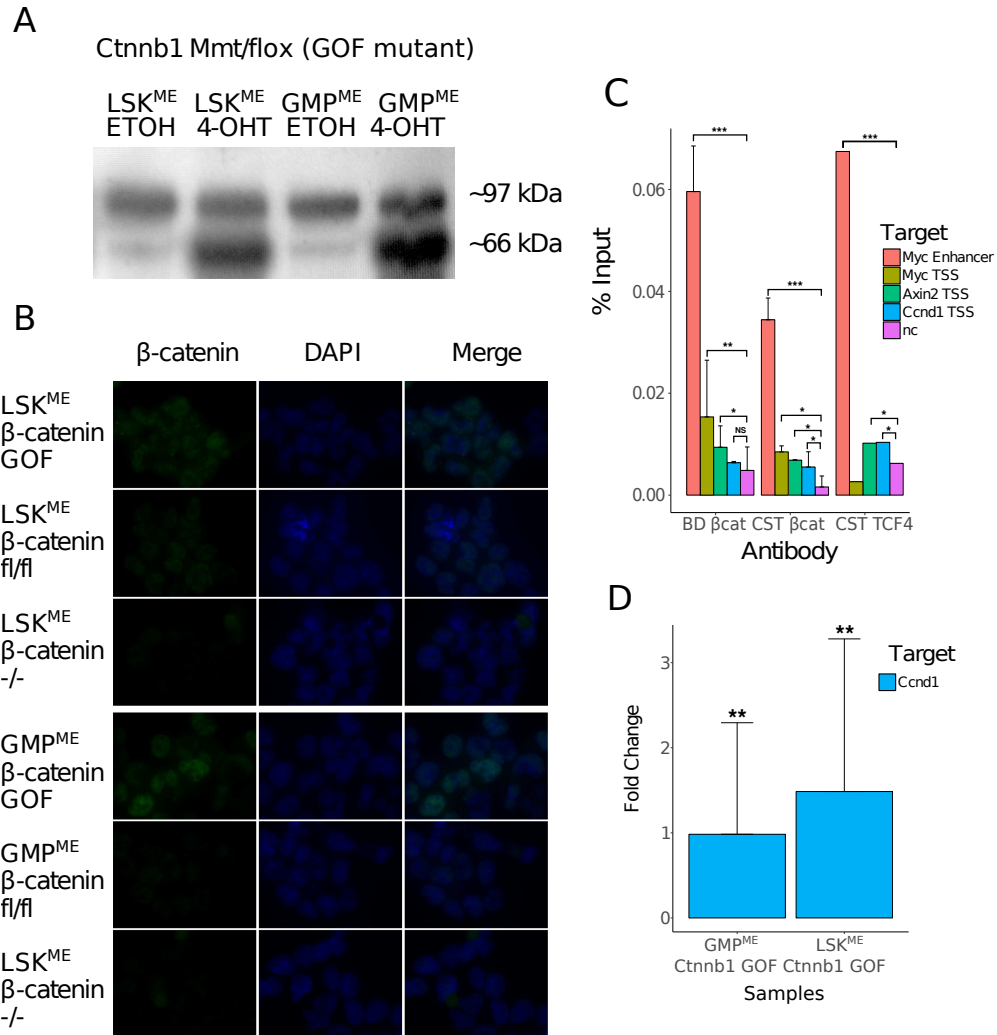 A
Ctnnb1 Mmt/flox (GOF mutant)
LSKME LSKME GMPME GMPME
ETOH 4-OHT ETOH 4-OHT
~97 kDa
~66 kDa
B
β-catenin DAPI Merge
LSKME
β-catenin
GOF
LSKME
β-catenin
fl/fl
LSKME
β-catenin
-/-
GMPME
β-catenin
GOF
GMPME
β-catenin
fl/fl
LSKME
β-catenin
-/-
C
% Input
0.06
0.04
0.02
0.00
***
**
*
NS
***
*
*
*
***
*
*
BD βcat CST βcat CST TCF4
Antibody
Target
Myc Enhancer
Myc TSS
Axin2 TSS
Ccnd1 TSS
nc
D
Fold Change
3
2
1
0
**
**
Target
Ccnd1
GMPME LSKME
Ctnnb1 GOF Ctnnb1 GOF
Samples